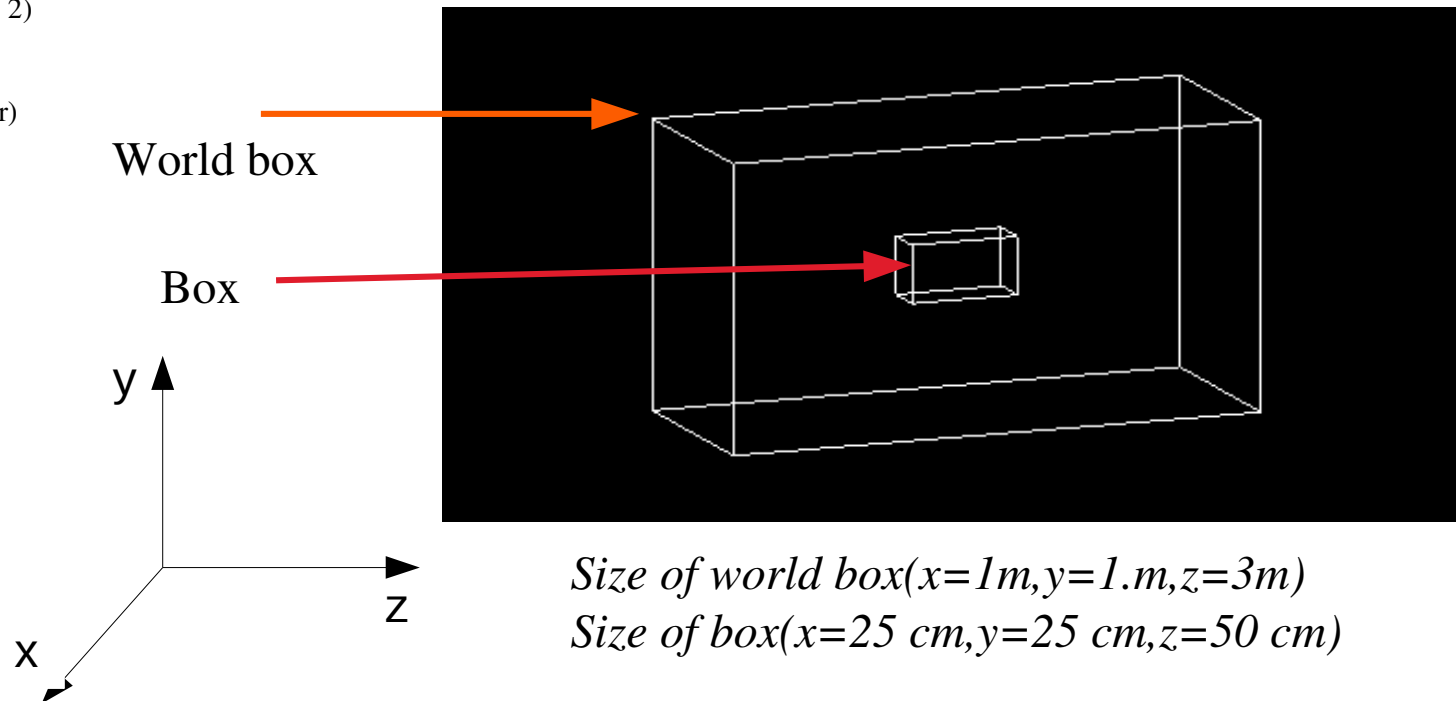 2)
r)
World box
Box
y
z
x
Size of world box(x=1m,y=1.m,z=3m)
Size of box(x=25 cm,y=25 cm,z=50 cm)